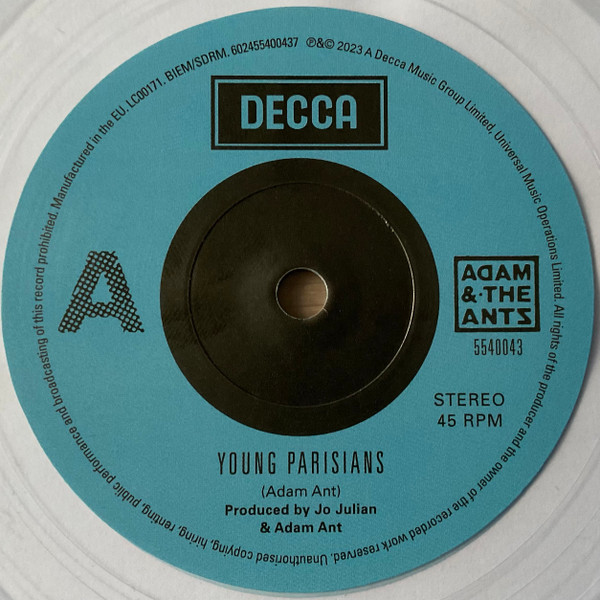 Manufactured in the EU. LC00171. BIEM/SDRM. 602455400437 ℗&© 2023 A Decca Music Group Limited, Universal Music Operations Limited. All rights of the producer and the owner of the recorded work reserved. Unauthorised copying, hiring, renting, public performance and broadcasting of this record prohibited.
DECCA
A
ADAM
&·THE
ANTS
5540043
STEREO
45 RPM
YOUNG PARISIANS
(Adam Ant)
Produced by Jo Julian
& Adam Ant